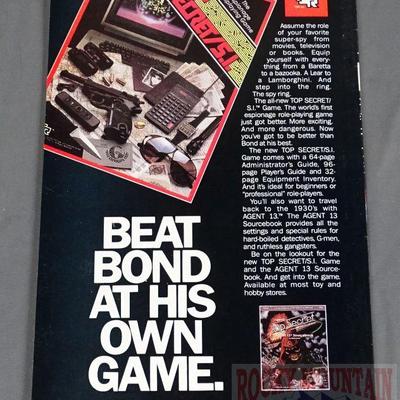 SECRET/S.I.
Assume the role
of your favorite
super-spy from
movies, television
or books. Equip
yourself with every-
thing from a Baretta
to a bazooka. A Lear to
a Lamborghini. And
step into the ring.
The spy ring.
The all-new TOP SECRET/
S.I.™ Game. The world's first
espionage role-playing game
just got better. More exciting.
And more dangerous. Now
you've got to be better than
Bond at his best.
The new TOP SECRET/S.I.
Game comes with a 64-page
Administrator's Guide, 96-
page Player's Guide and 32-
page Equipment Inventory.
And it's ideal for beginners or
"professional" role-players.
You'll also want to travel
back to the 1930's with
AGENT 13.™ The AGENT 13
Sourcebook provides all the
settings and special rules for
hard-boiled detectives, G-men,
and ruthless gangsters.
Be on the lookout for the
new TOP SECRET/S.I. Game
and the AGENT 13 Source-
book. And get into the game.
Available at most toy and
hobby stores.
BEAT
BOND
AT HIS
OWN
GAME.
ROCKY MOUNTAIN